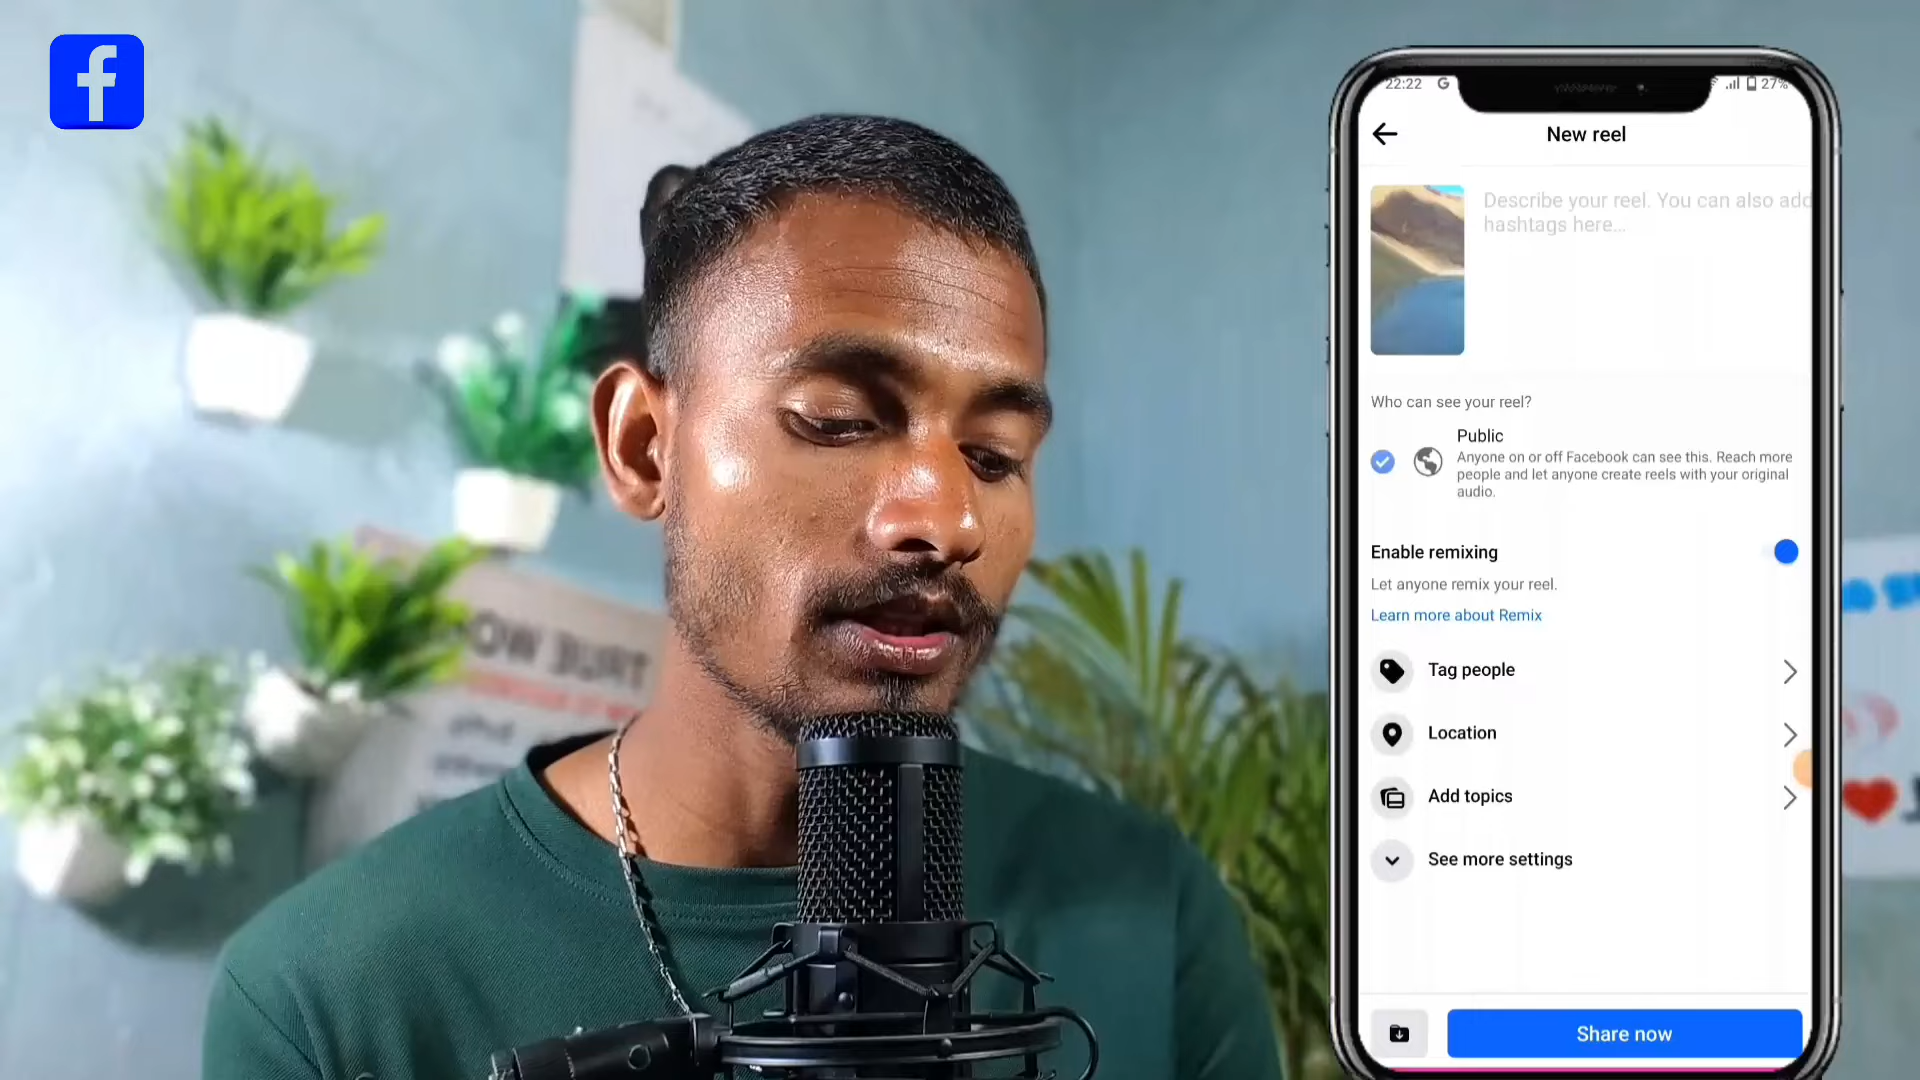 f
22:22 G
27%
New reel
Describe your reel. You can also add
hashtags here...
Who can see your reel?
Public
Anyone on or off Facebook can see this. Reach more
people and let anyone create reels with your original
audio.
Enable remixing
Let anyone remix your reel.
Learn more about Remix
Tag people
Location
Add topics
See more settings
Share now